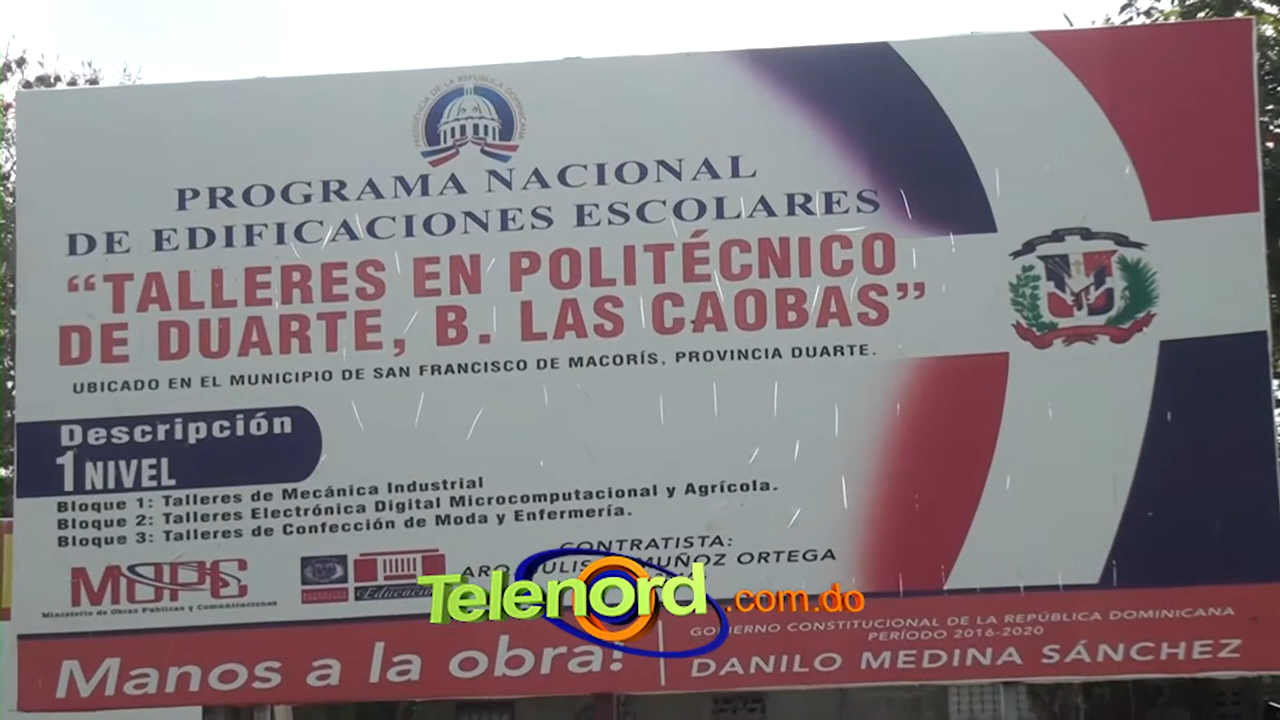 PRESIDENCIA DE LA REPÚBLICA DOMINICANA
PROGRAMA NACIONAL
DE EDIFICACIONES ESCOLARES
“TALLERES EN POLITÉCNICO
DE DUARTE, B. LAS CAOBAS”
UBICADO EN EL MUNICIPIO DE SAN FRANCISCO DE MACORÍS, PROVINCIA DUARTE.
Descripción
1 NIVEL
Bloque 1: Talleres de Mecánica Industrial
Bloque 2: Talleres Electrónica Digital Microcomputacional y Agrícola.
Bloque 3: Talleres de Confección de Moda y Enfermería.
CONTRATISTA:
MUÑOZ ORTEGA
MOPC
Ministerio de Obras Públicas y Comunicaciones
Telenord.com.do
Manos a la obra!
GOBIERNO CONSTITUCIONAL DE LA REPÚBLICA DOMINICANA
PERÍODO 2016-2020
DANILO MEDINA SÁNCHEZ